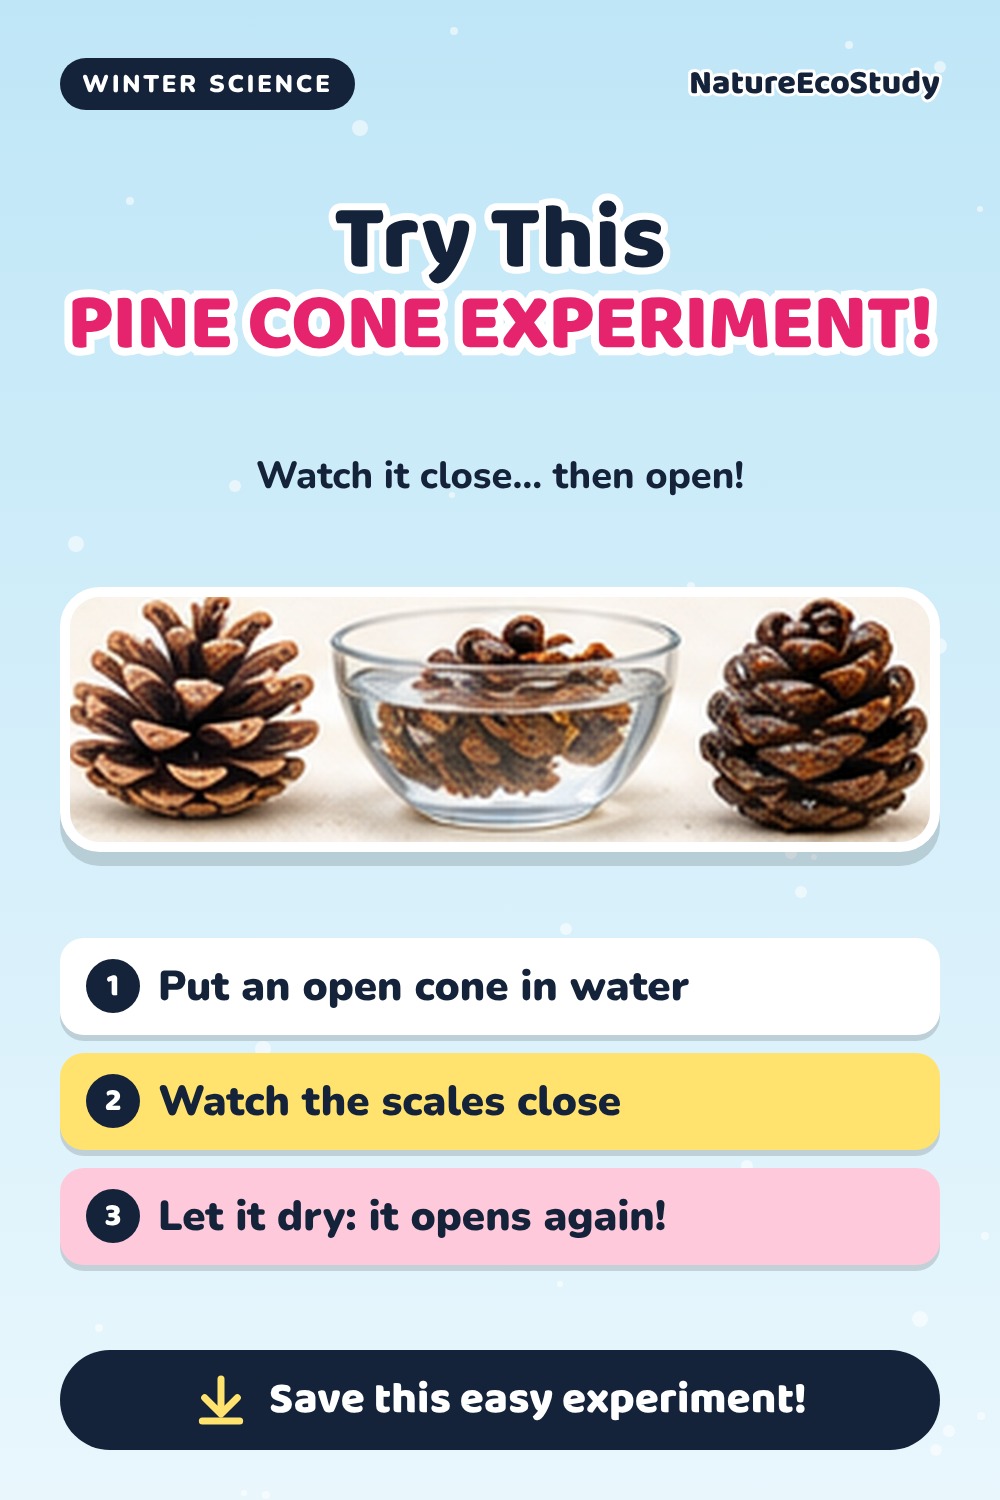 WINTER SCIENCE
NatureEcoStudy
Try This
PINE CONE EXPERIMENT!
Watch it close... then open!
1 Put an open cone in water
2 Watch the scales close
3 Let it dry: it opens again!
Save this easy experiment!